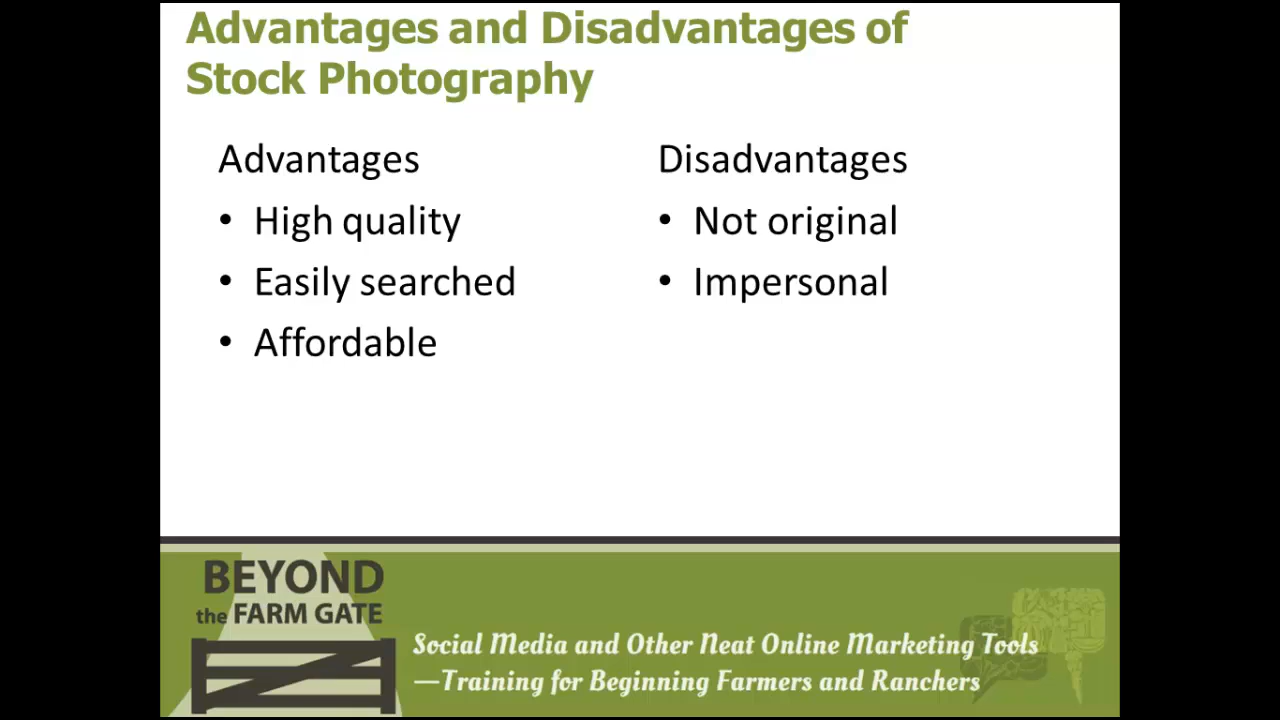 Advantages and Disadvantages of
Stock Photography
Advantages
• High quality
• Easily searched
• Affordable
Disadvantages
• Not original
• Impersonal
BEYOND
the FARM GATE
Social Media and Other Neat Online Marketing Tools
—Training for Beginning Farmers and Ranchers